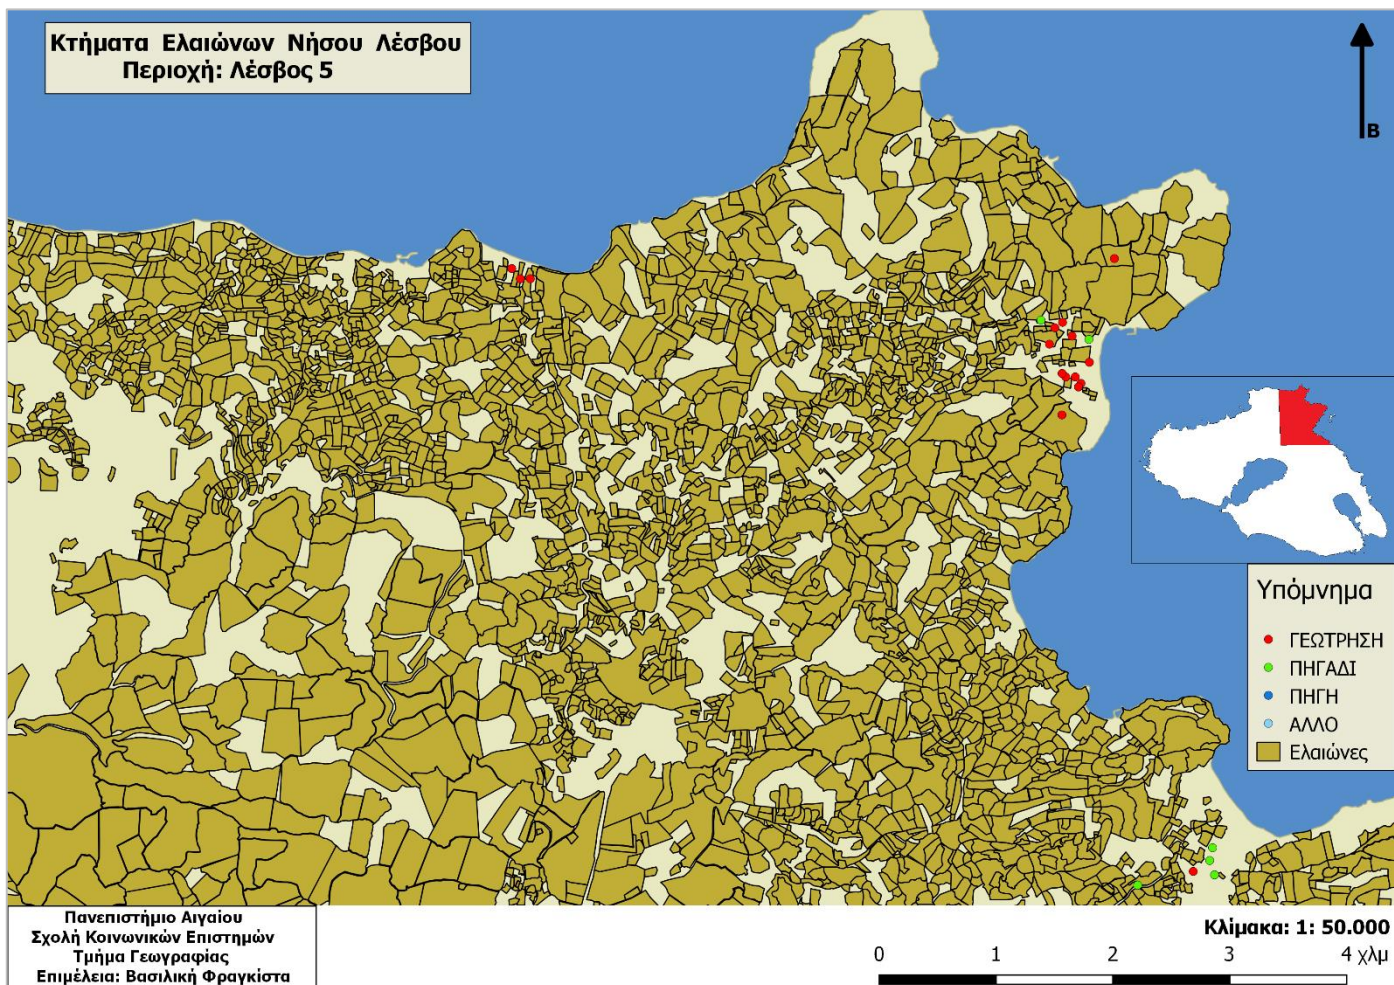 Κτήματα Ελαιώνων Νήσου Λέσβου
Περιοχή: Λέσβος 5
Β
Υπόμνημα
ΓΕΩΤΡΗΣΗ
ΠΗΓΑΔΙ
ΠΗΓΗ
ΑΛΛΟ
Ελαιώνες
Πανεπιστήμιο Αιγαίου
Σχολή Κοινωνικών Επιστημών
Τμήμα Γεωγραφίας
Επιμέλεια: Βασιλική Φραγκίστα
Κλίμακα: 1: 50.000
0 1 2 3 4 χλμ